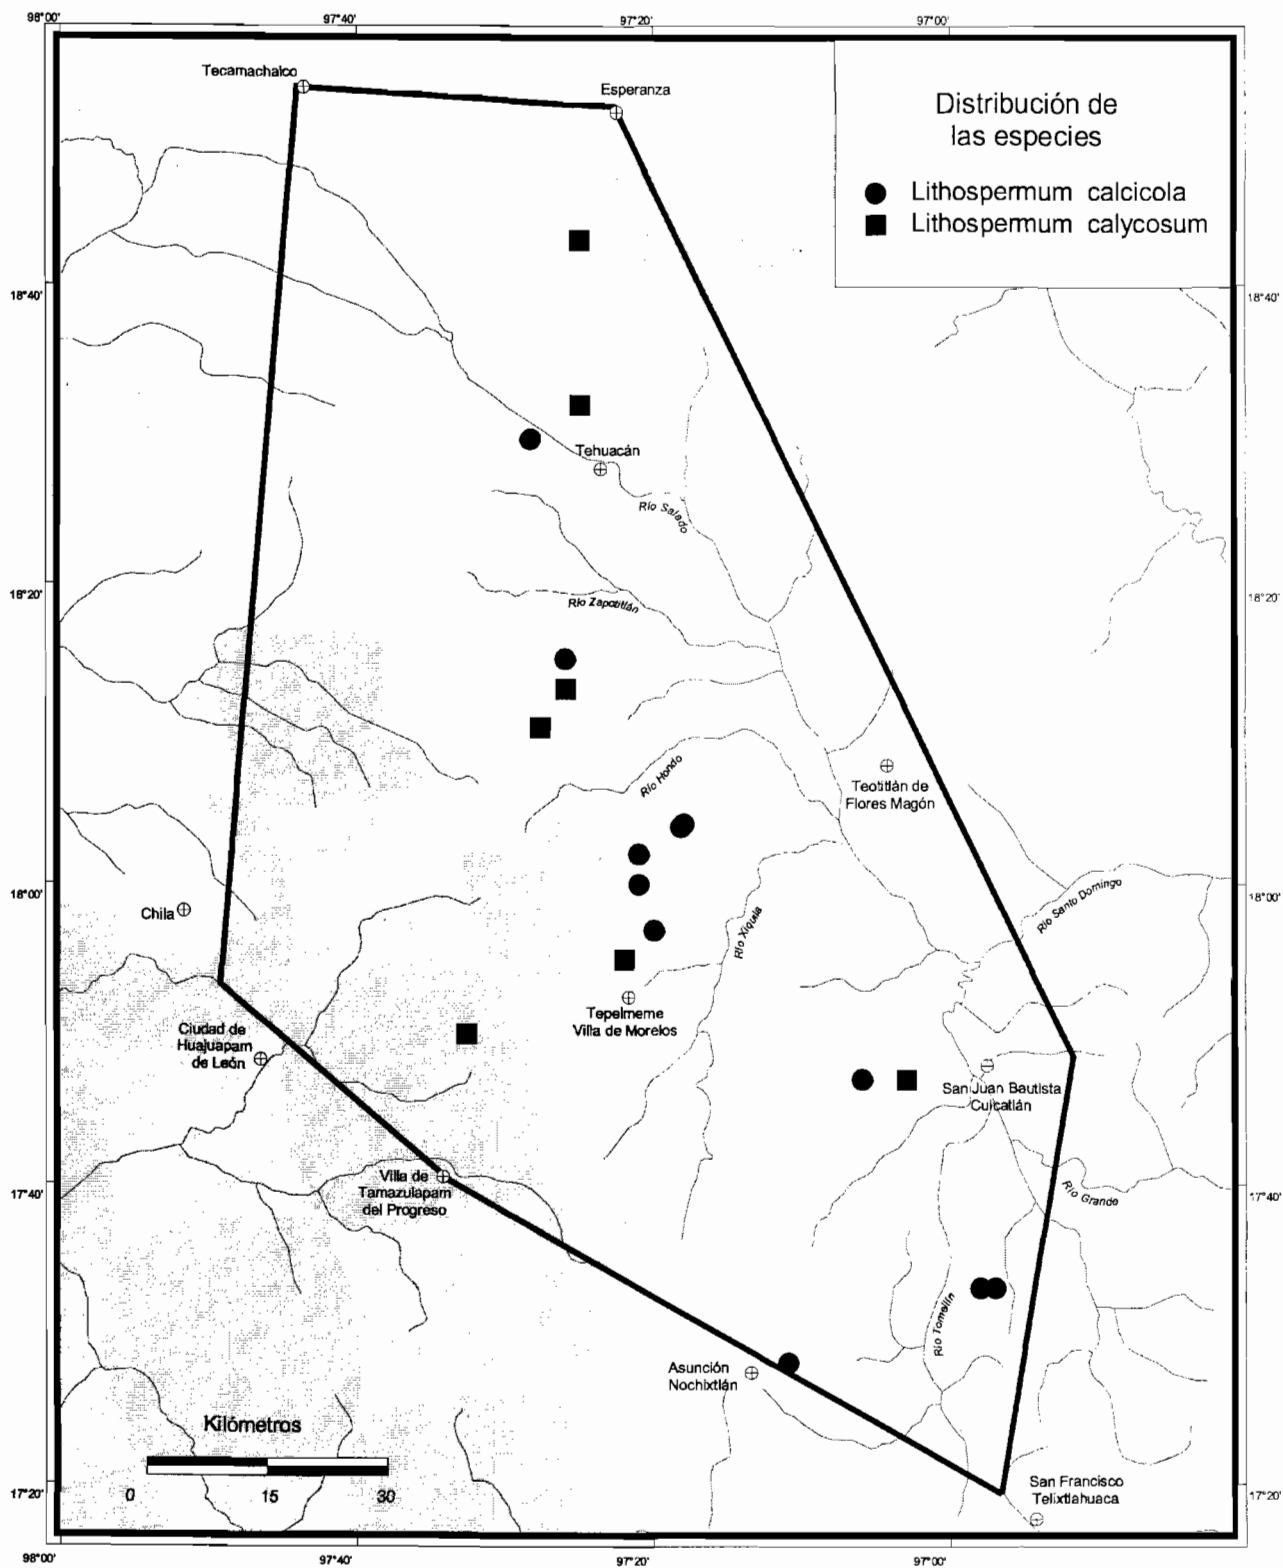 98°00'
97°40'
97°20'
97°00'
Tecamachalco
Esperanza
Distribución de
las especies
Lithospermum calcicola
Lithospermum calycosum
18°40'
18°40'
Tehuacán
Río Salado
18°20'
18°20'
Río Zapotitlán
Río Hondo
Teotitlán de
Flores Magón
18°00'
18°00'
Chila
Río Santo Domingo
Río Xiquila
Tepelmeme
Villa de Morelos
Ciudad de
Huajuapam
de León
San Juan Bautista
Cuicatlán
17°40'
17°40'
Villa de
Tamazulapam
del Progreso
Río Grande
Río Tomellín
Asunción
Nochixtlán
Kilómetros
0 15 30
San Francisco
Telixtlahuaca
17°20'
17°20'
98°00'
97°40'
97°20'
97°00'